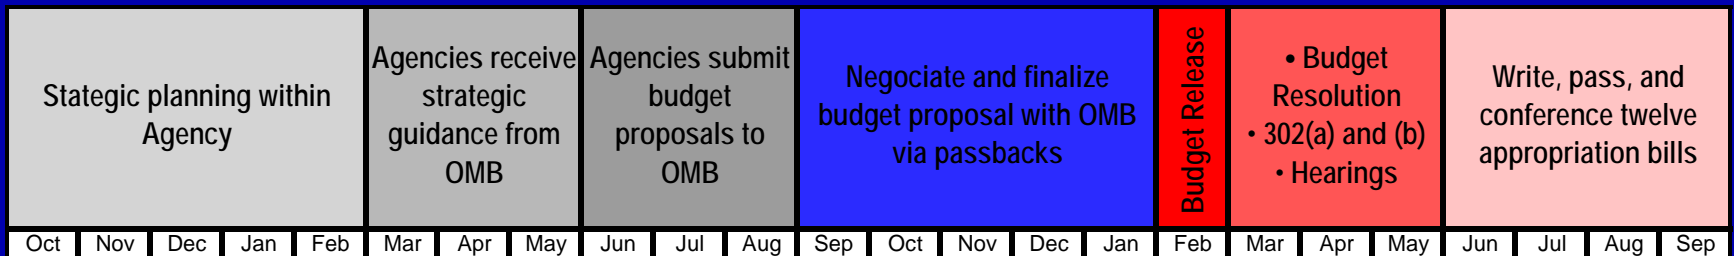 Stategic planning within
Agency
Agencies receive
strategic
guidance from
OMB
Agencies submit
budget
proposals to
OMB
Negociate and finalize
budget proposal with OMB
via passbacks
Budget Release
• Budget
Resolution
• 302(a) and (b)
• Hearings
Write, pass, and
conference twelve
appropriation bills
Oct Nov Dec Jan Feb Mar Apr May Jun Jul Aug Sep Oct Nov Dec Jan Feb Mar Apr May Jun Jul Aug Sep